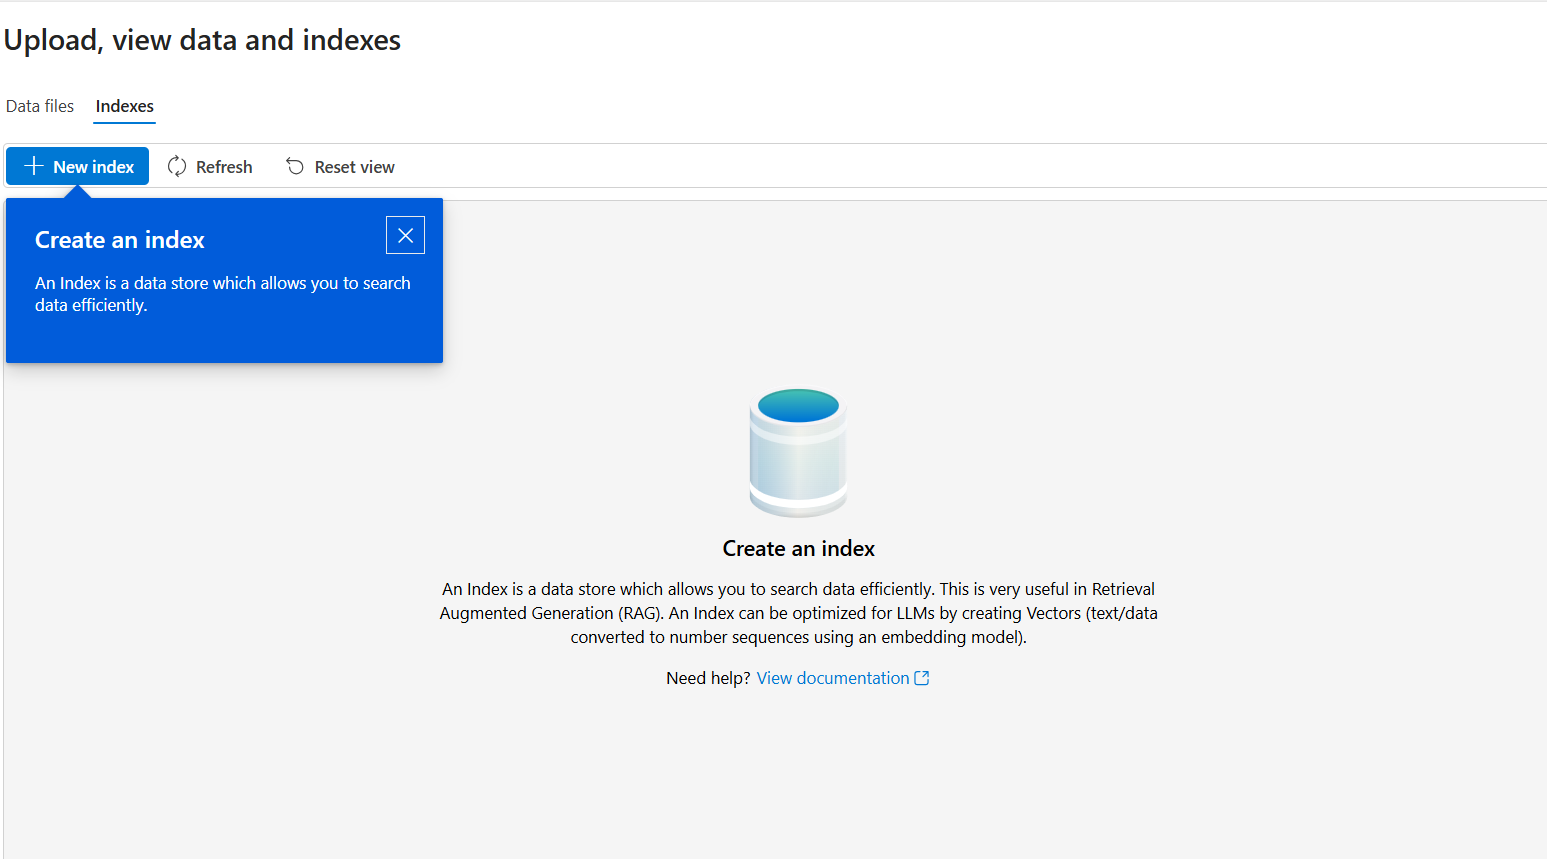 Upload, view data and indexes
Data files Indexes
New index Refresh Reset view
Create an index
An Index is a data store which allows you to search
data efficiently.
Create an index
An Index is a data store which allows you to search data efficiently. This is very useful in Retrieval
Augmented Generation (RAG). An Index can be optimized for LLMs by creating Vectors (text/data
converted to number sequences using an embedding model).
Need help? View documentation